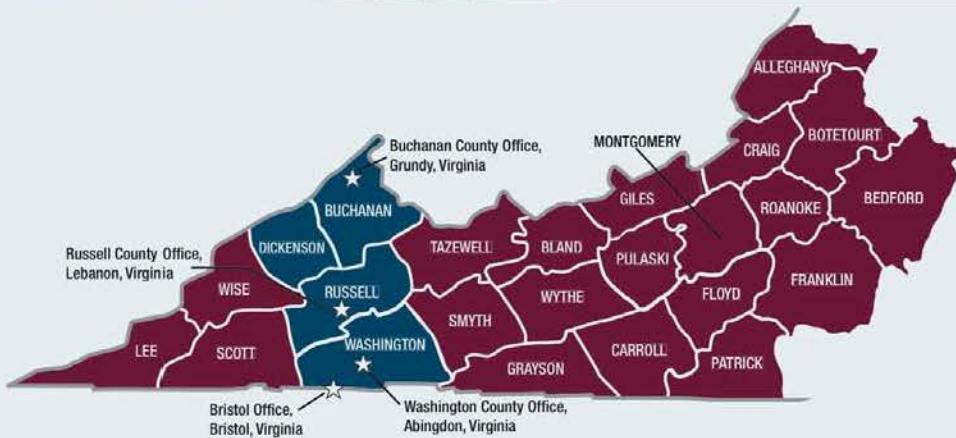 ALLEGHANY
BOTETOURT
CRAIG
MONTGOMERY
Buchanan County Office,
Grundy, Virginia
BEDFORD
GILES
ROANOKE
BUCHANAN
DICKENSON
TAZEWELL
BLAND
PULASKI
Russell County Office,
Lebanon, Virginia
FRANKLIN
WISE
RUSSELL
WYTHE
FLOYD
SMYTH
WASHINGTON
LEE
SCOTT
CARROLL
PATRICK
GRAYSON
Bristol Office,
Bristol, Virginia
Washington County Office,
Abingdon, Virginia